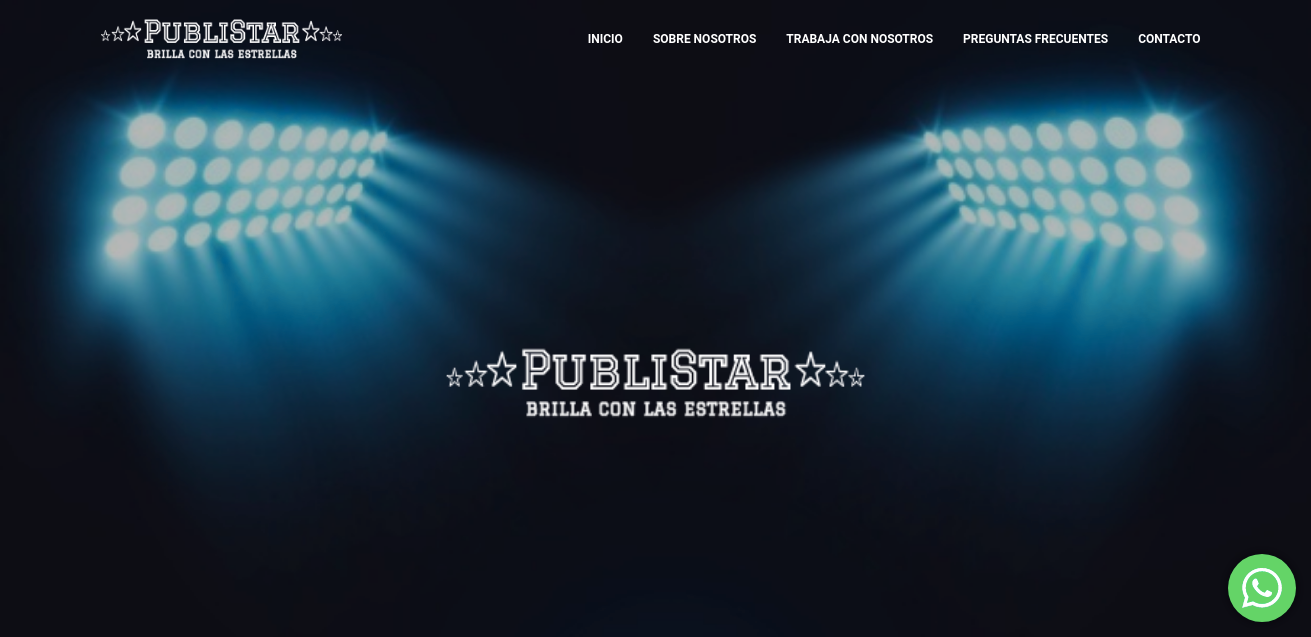 PUBLISTAR
BRILLA CON LAS ESTRELLAS
INICIO SOBRE NOSOTROS TRABAJA CON NOSOTROS PREGUNTAS FRECUENTES CONTACTO
PUBLISTAR
BRILLA CON LAS ESTRELLAS